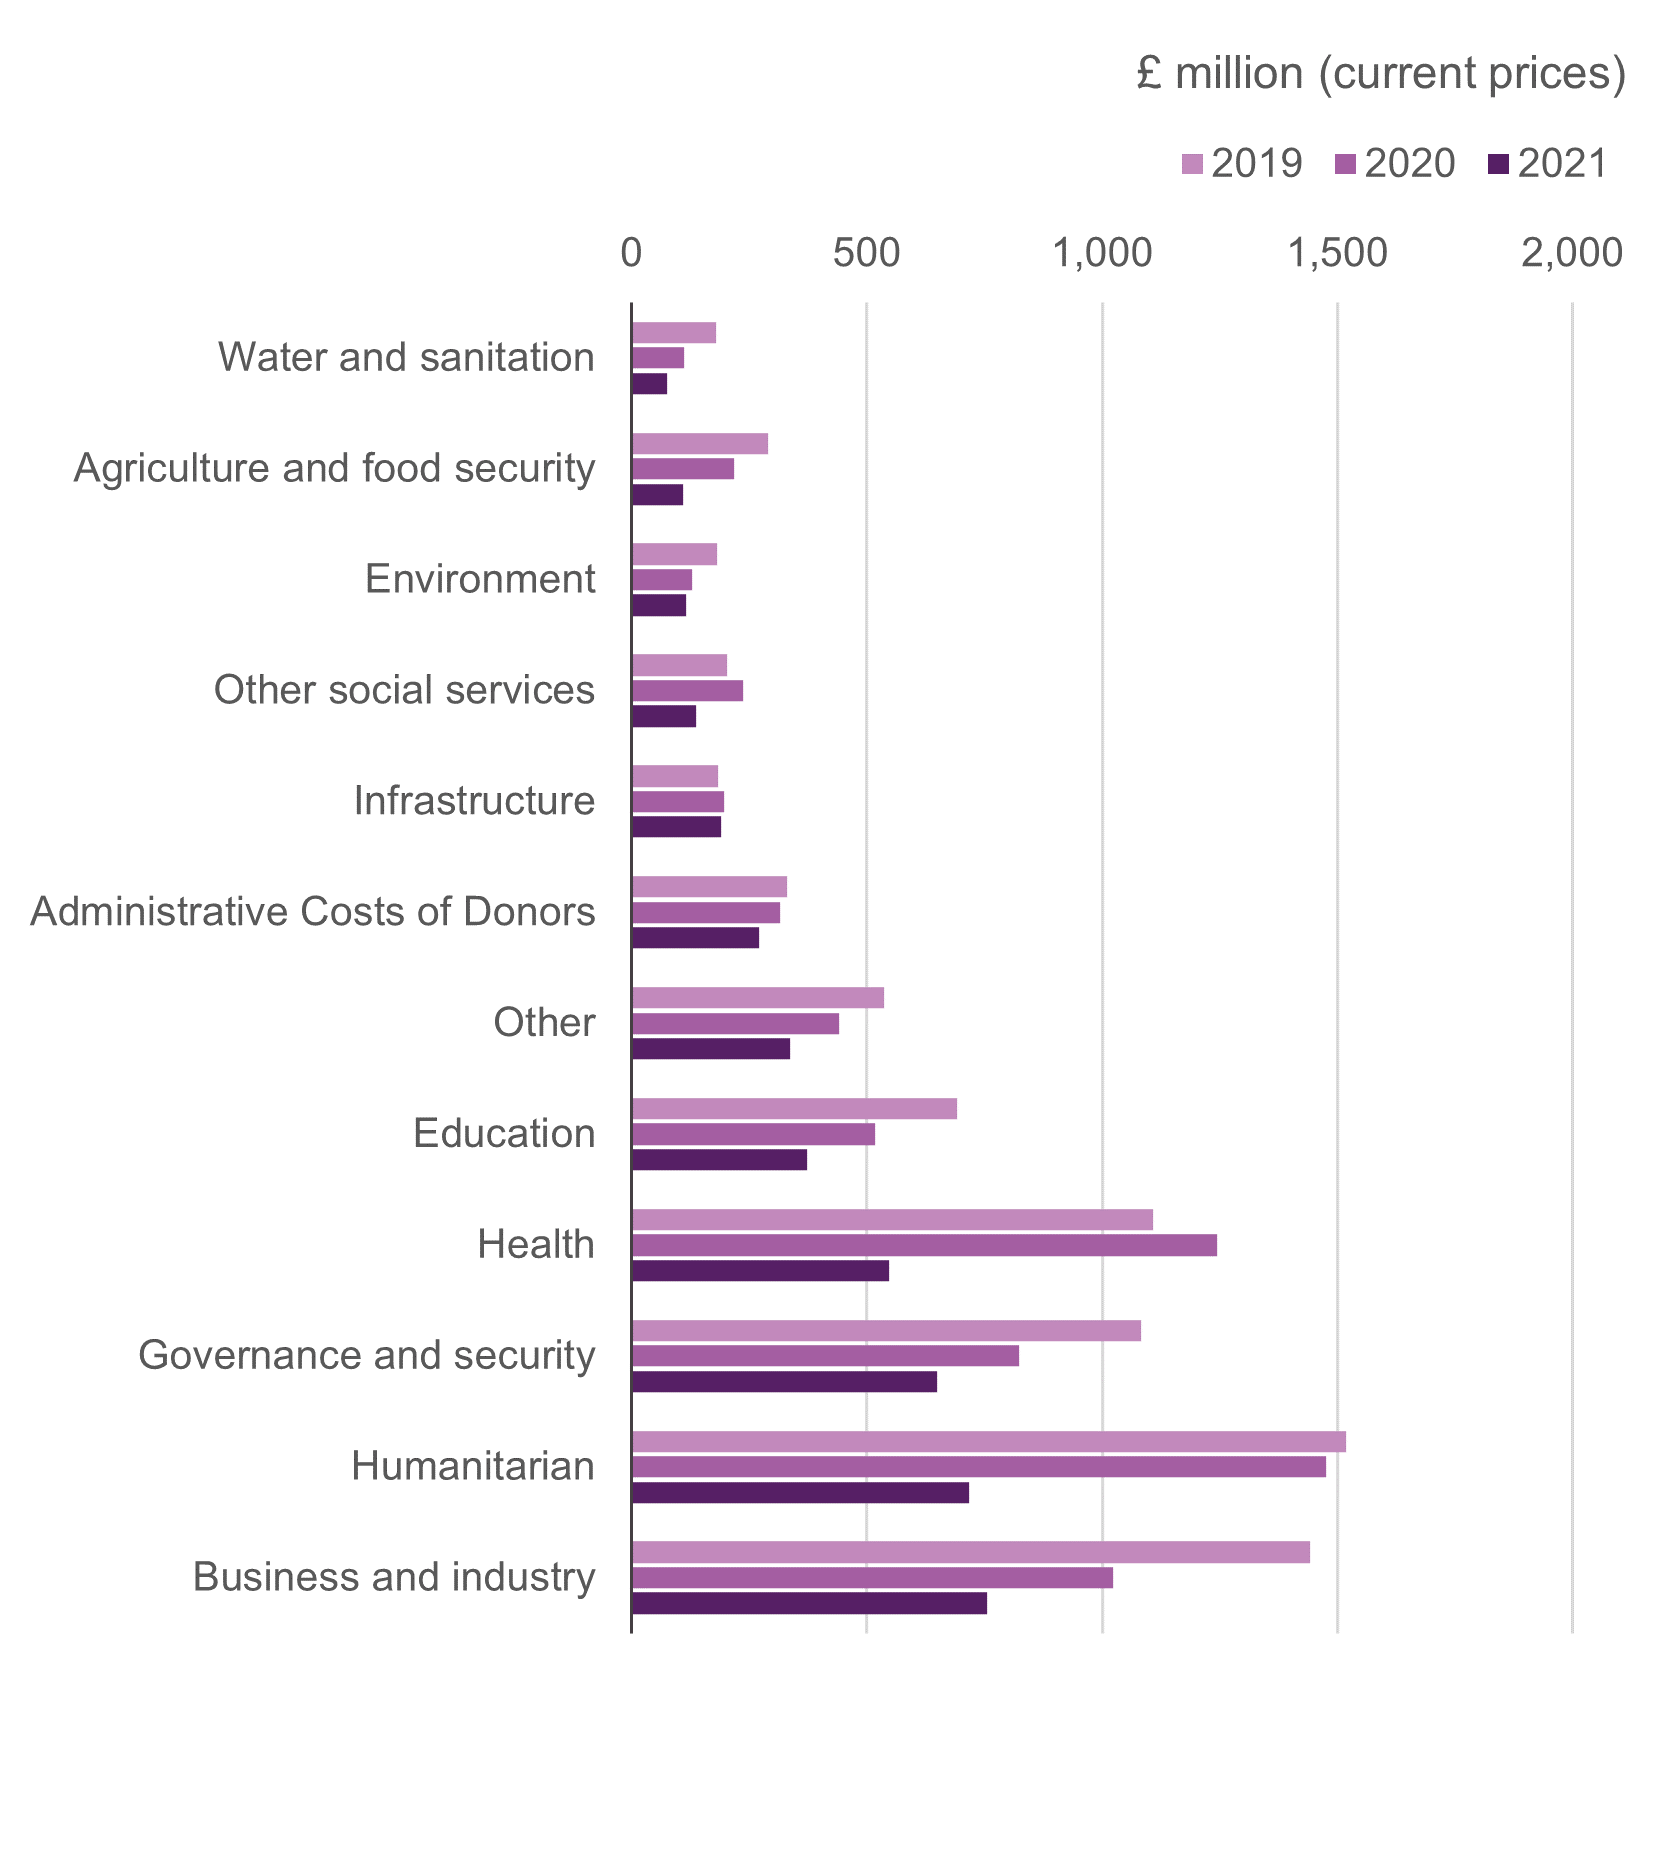 £ million (current prices)
2019 2020 2021
0 500 1,000 1,500 2,000
Water and sanitation
Agriculture and food security
Environment
Other social services
Infrastructure
Administrative Costs of Donors
Other
Education
Health
Governance and security
Humanitarian
Business and industry